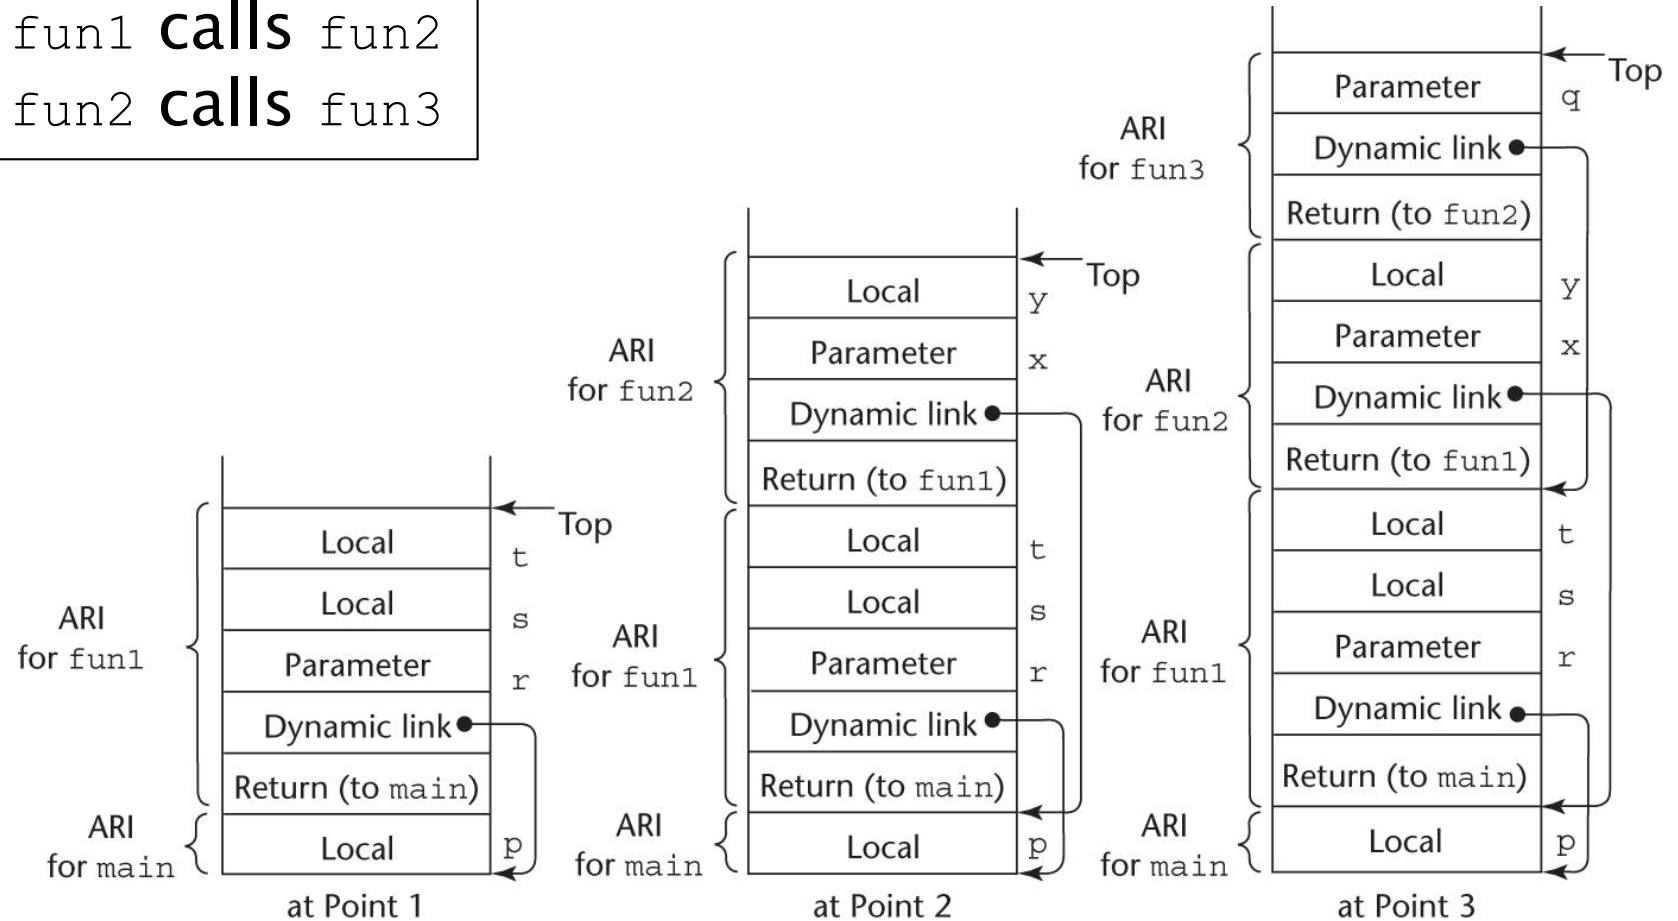 fun1 calls fun2
fun2 calls fun3
Local
t
Local
s
Parameter
r
Dynamic link
Return (to main)
Local
p
Top
ARI
for fun1
ARI
for main
at Point 1
Local
y
Parameter
x
Dynamic link
Return (to fun1)
Local
t
Local
s
Parameter
r
Dynamic link
Return (to main)
Local
p
Top
ARI
for fun2
ARI
for fun1
ARI
for main
at Point 2
Parameter
q
Dynamic link
Return (to fun2)
Local
y
Parameter
x
Dynamic link
Return (to fun1)
Local
t
Local
s
Parameter
r
Dynamic link
Return (to main)
Local
p
Top
ARI
for fun3
ARI
for fun2
ARI
for fun1
ARI
for main
at Point 3